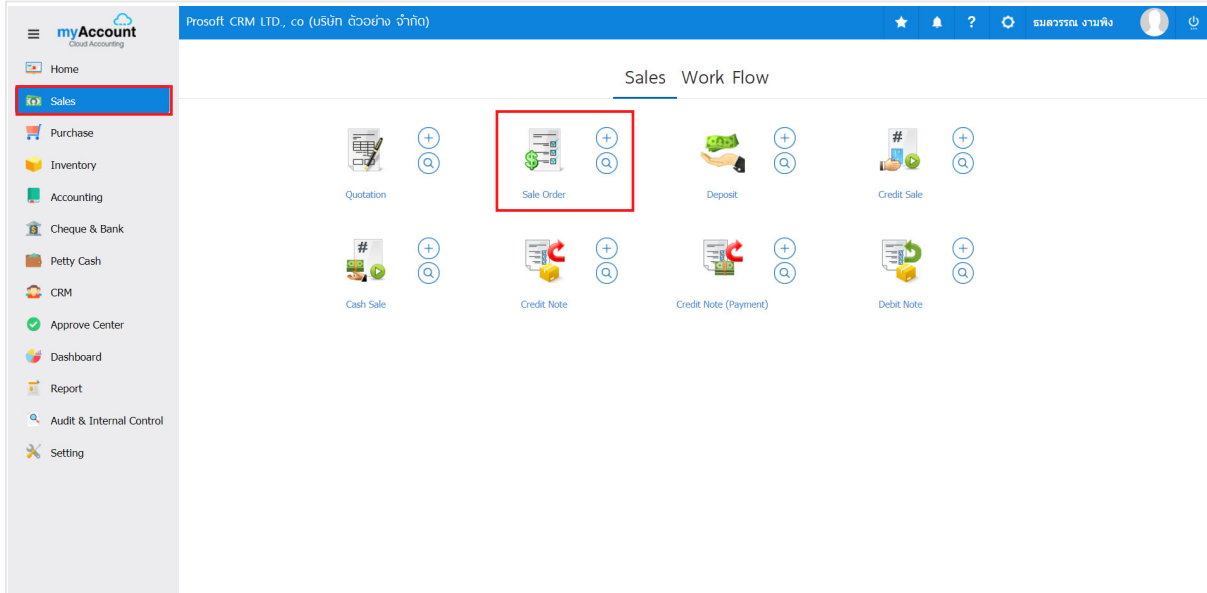 myAccount
Cloud Accounting
Prosoft CRM LTD., co (บริษัท ตัวอย่าง จำกัด)
ธมลวรรณ งามพิง
Home
Sales
Purchase
Inventory
Accounting
Cheque & Bank
Petty Cash
CRM
Approve Center
Dashboard
Report
Audit & Internal Control
Setting
Sales Work Flow
Quotation
Sale Order
Deposit
Credit Sale
Cash Sale
Credit Note
Credit Note (Payment)
Debit Note